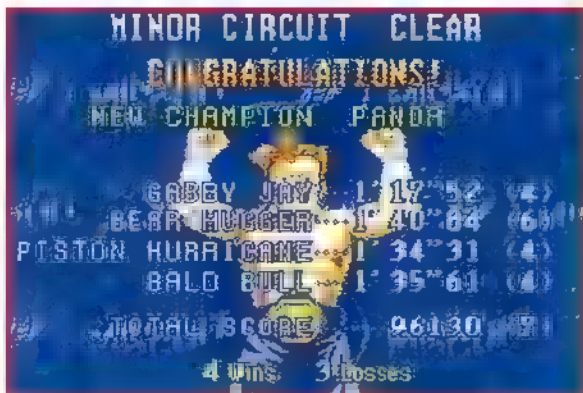 MINOR CIRCUIT CLEAR
CONGRATULATIONS!
NEW CHAMPION PANDA
GABBY JAY 1'17"52 (4)
BEAR HUGGER 1'40"84 (6)
PISTON HURRICANE 1'34"31 (4)
BALD BULL 1'35"61 (4)
TOTAL SCORE 96130
4 Wins 3 Losses